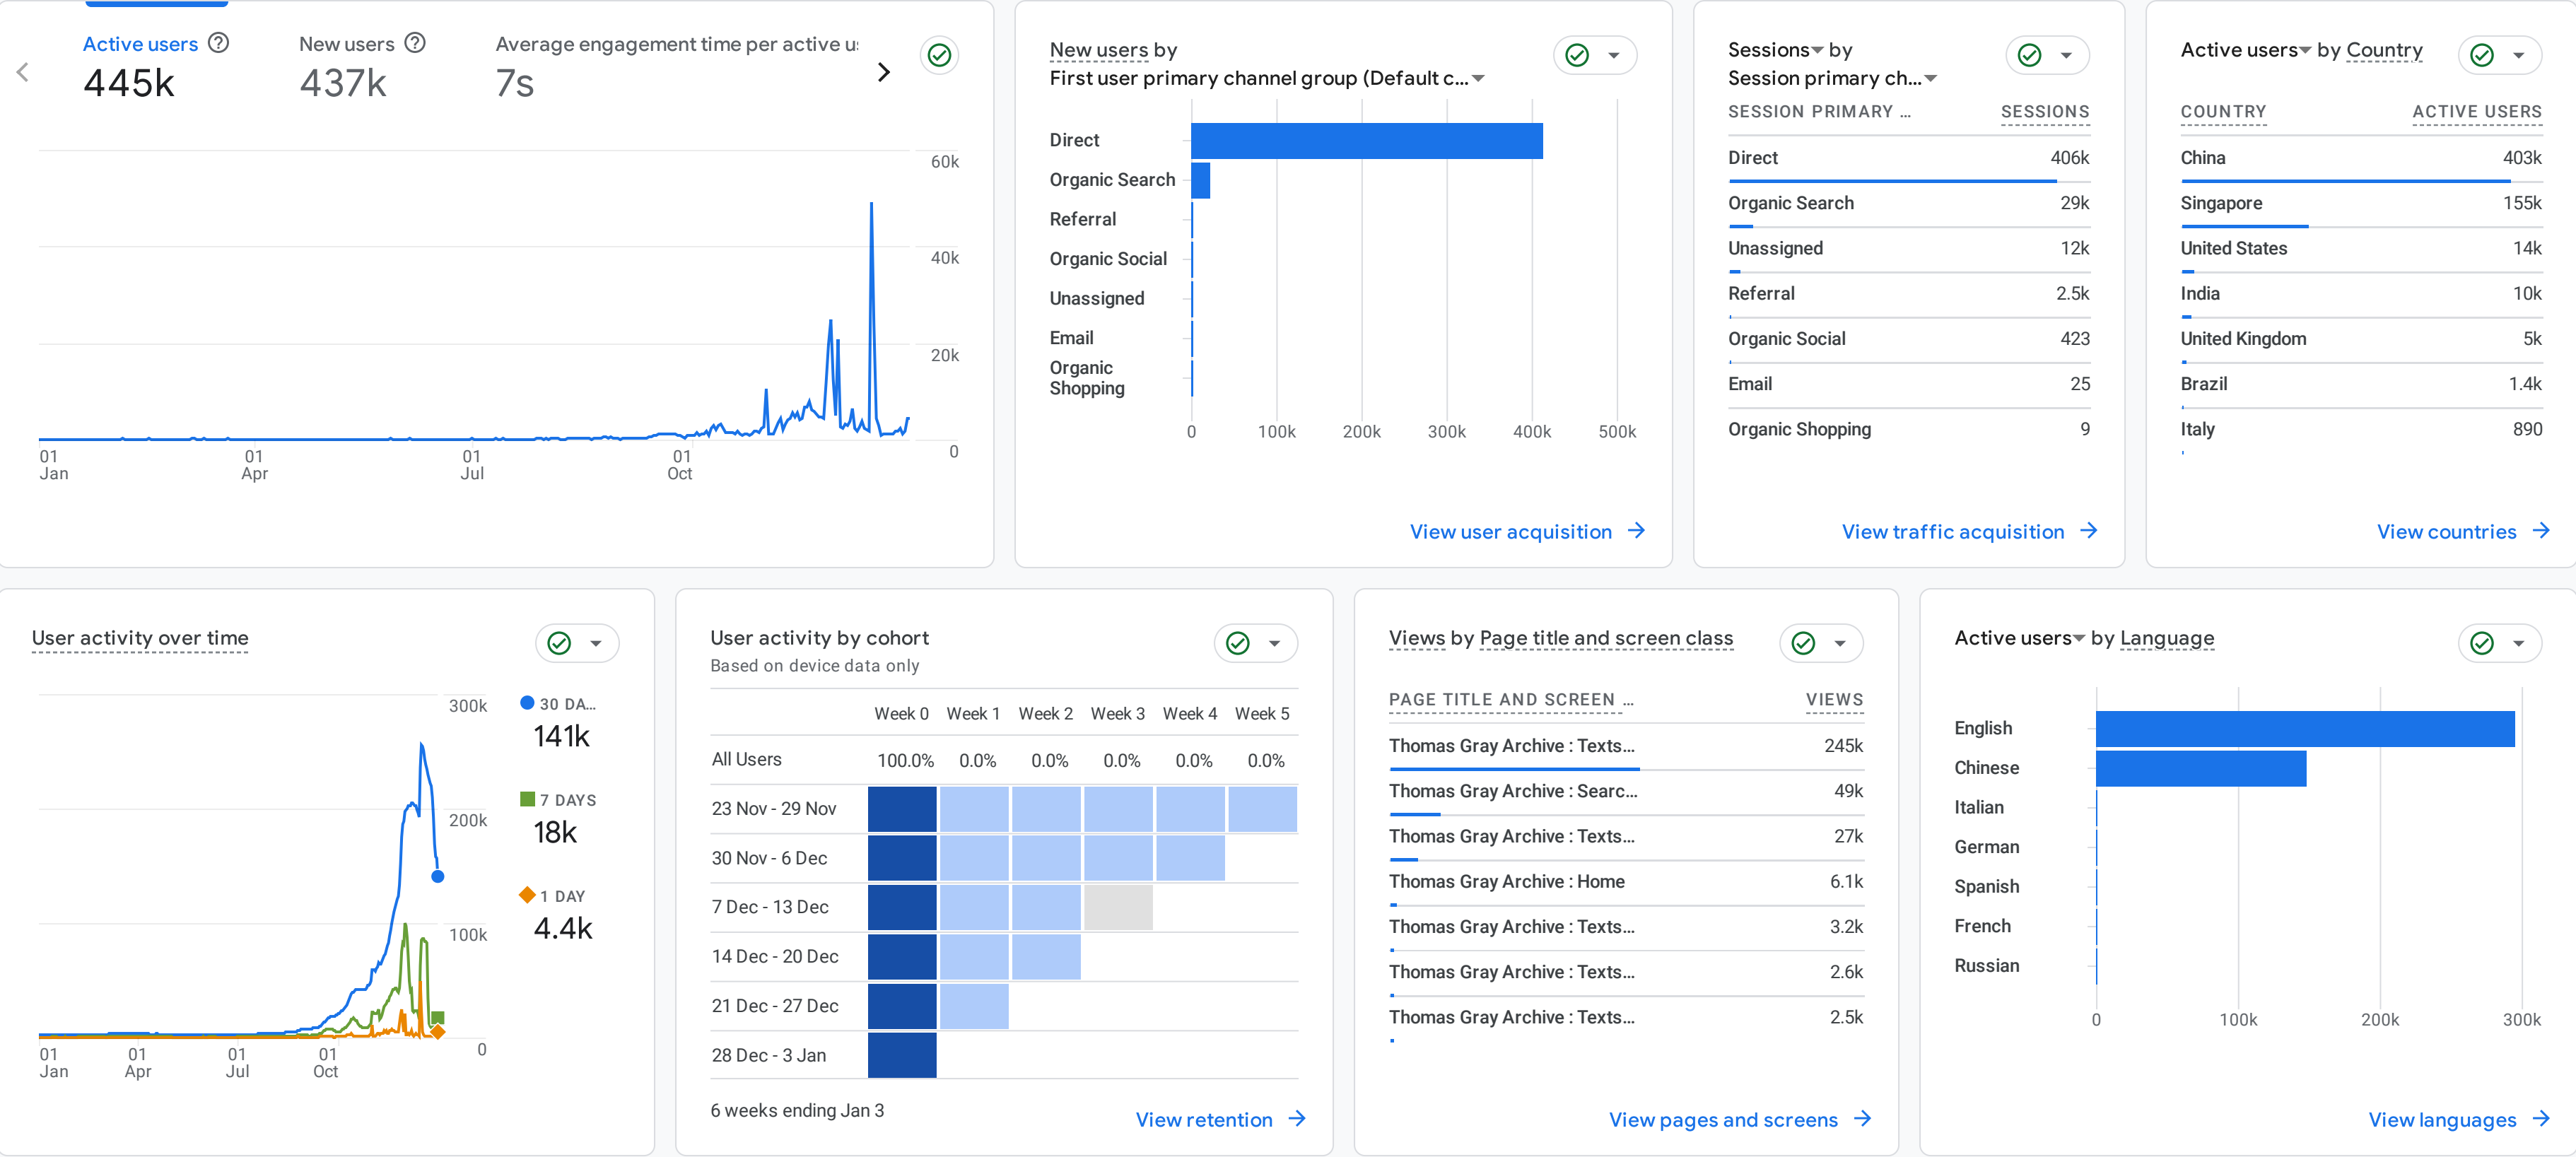 Active users
New users
Average engagement time per active u
445k
437k
7s
60k
40k
20k
0
01
Jan
01
Apr
01
Jul
01
Oct
New users by
First user primary channel group (Default c...
Direct
Organic Search
Referral
Organic Social
Unassigned
Email
Organic
Shopping
0 100k 200k 300k 400k 500k
View user acquisition
Sessions by
Session primary ch...
SESSION PRIMARY ... SESSIONS
Direct 406k
Organic Search 29k
Unassigned 12k
Referral 2.5k
Organic Social 423
Email 25
Organic Shopping 9
View traffic acquisition
Active users by Country
COUNTRY ACTIVE USERS
China 403k
Singapore 155k
United States 14k
India 10k
United Kingdom 5k
Brazil 1.4k
Italy 890
View countries
User activity over time
300k
200k
100k
0
01
Jan
01
Apr
01
Jul
01
Oct
30 DA...
141k
7 DAYS
18k
1 DAY
4.4k
User activity by cohort
Based on device data only
Week 0 Week 1 Week 2 Week 3 Week 4 Week 5
All Users 100.0% 0.0% 0.0% 0.0% 0.0% 0.0%
23 Nov - 29 Nov
30 Nov - 6 Dec
7 Dec - 13 Dec
14 Dec - 20 Dec
21 Dec - 27 Dec
28 Dec - 3 Jan
6 weeks ending Jan 3
View retention
Views by Page title and screen class
PAGE TITLE AND SCREEN ... VIEWS
Thomas Gray Archive : Texts... 245k
Thomas Gray Archive : Searc... 49k
Thomas Gray Archive : Texts... 27k
Thomas Gray Archive : Home 6.1k
Thomas Gray Archive : Texts... 3.2k
Thomas Gray Archive : Texts... 2.6k
Thomas Gray Archive : Texts... 2.5k
View pages and screens
Active users by Language
English
Chinese
Italian
German
Spanish
French
Russian
0 100k 200k 300k
View languages